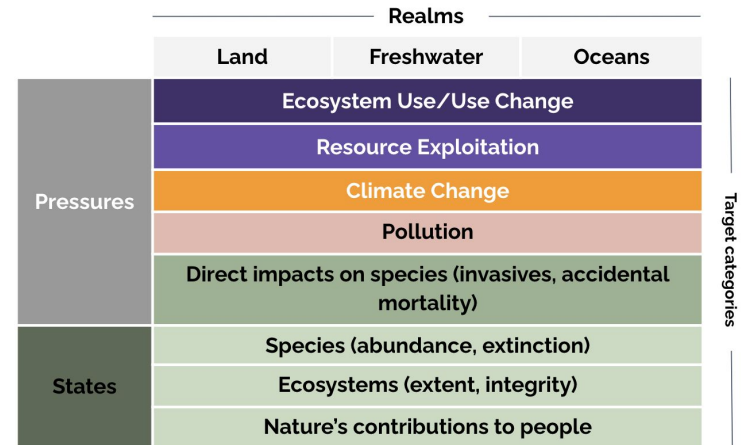 Realms
Land
Freshwater
Oceans
Pressures
Ecosystem Use/Use Change
Resource Exploitation
Climate Change
Pollution
Direct impacts on species (invasives, accidental
mortality)
States
Species (abundance, extinction)
Ecosystems (extent, integrity)
Nature's contributions to people
Target categories